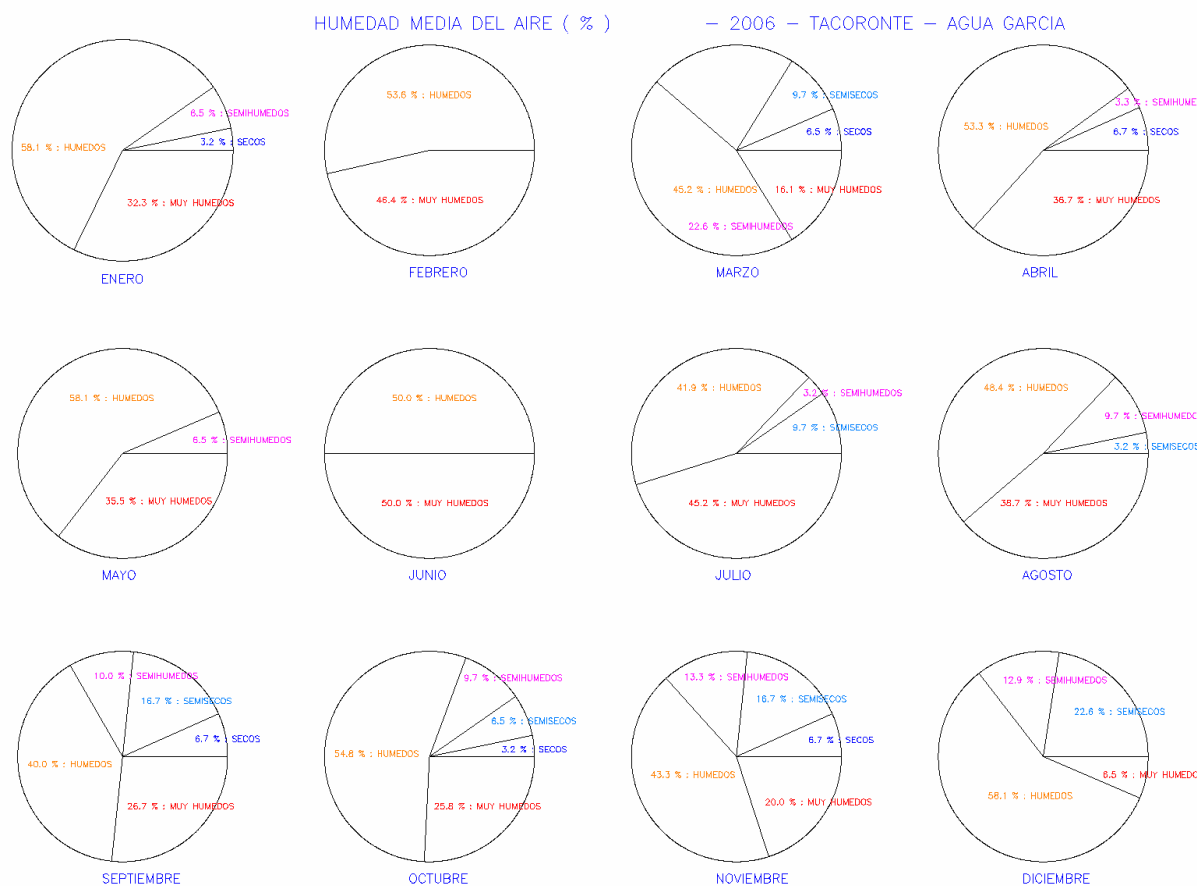 HUMEDAD MEDIA DEL AIRE ( % ) – 2006 – TACORONTE – AGUA GARCIA
6.5 % : SEMIHUMEDOS
3.2 % : SECOS
58.1 % : HUMEDOS
32.3 % : MUY HUMEDOS
ENERO
53.6 % : HUMEDOS
46.4 % : MUY HUMEDOS
FEBRERO
9.7 % : SEMISECOS
6.5 % : SECOS
45.2 % : HUMEDOS
16.1 % : MUY HUMEDOS
22.6 % : SEMIHUMEDOS
MARZO
3.3 % : SEMIHUME
53.3 % : HUMEDOS
6.7 % : SECOS
36.7 % : MUY HUMEDOS
ABRIL
58.1 % : HUMEDOS
6.5 % : SEMIHUMEDOS
35.5 % : MUY HUMEDOS
MAYO
50.0 % : HUMEDOS
50.0 % : MUY HUMEDOS
JUNIO
41.9 % : HUMEDOS
3.2 % : SEMIHUMEDOS
9.7 % : SEMISECOS
45.2 % : MUY HUMEDOS
JULIO
48.4 % : HUMEDOS
9.7 % : SEMIHUMEDO
3.2 % : SEMISECOS
38.7 % : MUY HUMEDOS
AGOSTO
10.0 % : SEMIHUMEDOS
16.7 % : SEMISECOS
6.7 % : SECOS
40.0 % : HUMEDOS
26.7 % : MUY HUMEDOS
SEPTIEMBRE
9.7 % : SEMIHUMEDOS
6.5 % : SEMISECOS
3.2 % : SECOS
54.8 % : HUMEDOS
25.8 % : MUY HUMEDOS
OCTUBRE
13.3 % : SEMIHUMEDOS
16.7 % : SEMISECOS
6.7 % : SECOS
43.3 % : HUMEDOS
20.0 % : MUY HUMEDOS
NOVIEMBRE
12.9 % : SEMIHUMEDOS
22.6 % : SEMISECOS
6.5 % : MUY HUMEDO
58.1 % : HUMEDOS
DICIEMBRE